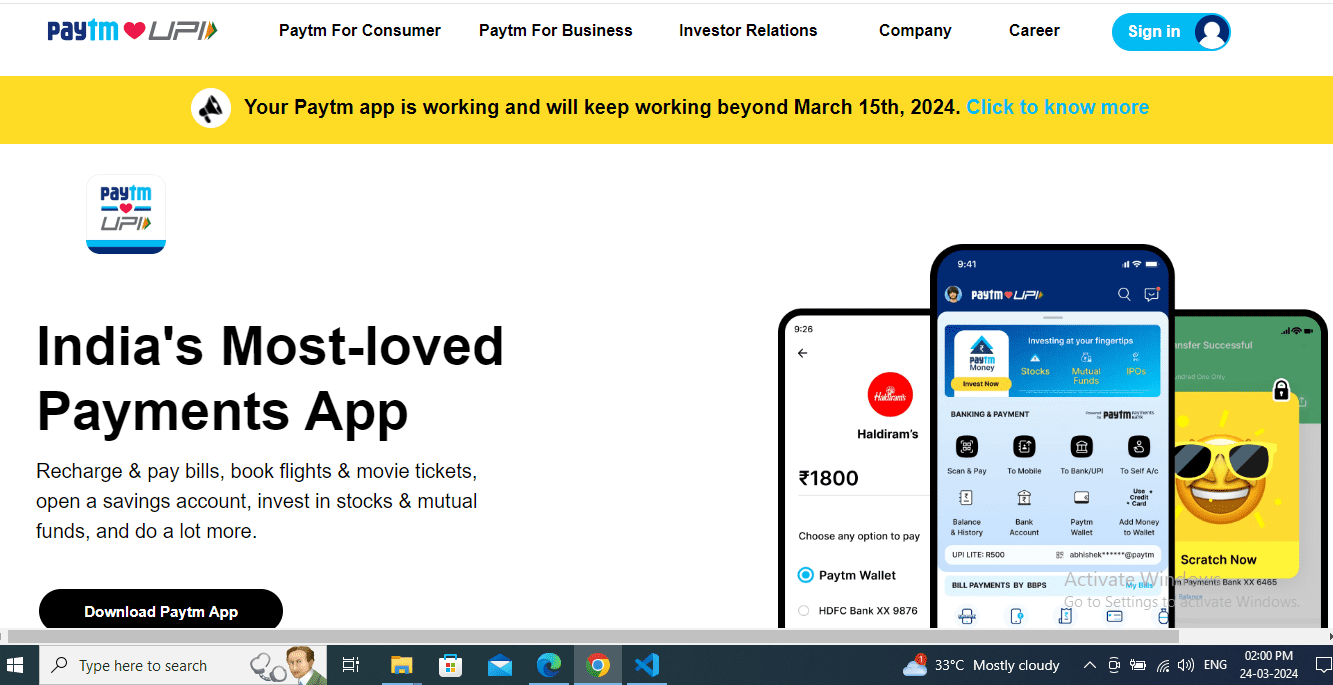 paytm UPI
Paytm For Consumer
Paytm For Business
Investor Relations
Company
Career
Sign in
Your Paytm app is working and will keep working beyond March 15th, 2024. Click to know more
paytm
UPI
India's Most-loved
Payments App
Recharge & pay bills, book flights & movie tickets,
open a savings account, invest in stocks & mutual
funds, and do a lot more.
Download Paytm App
9:26
Haldiram's
Haldiram's
₹1800
Choose any option to pay
Paytm Wallet
HDFC Bank XX 9876
9:41
paytm UPI
Investing at your fingertips
paytm
Money
Invest Now
Stocks
Mutual
Funds
IPOs
BANKING & PAYMENT
Powered by paytm payments BANK
Scan & Pay
To Mobile
To Bank/UPI
To Self A/c
Balance
& History
Bank
Account
Paytm
Wallet
Use
Credit
Card
Add Money
to Wallet
UPI LITE: R500
abhishek******@paytm
BILL PAYMENTS BY BBPS
My Bills
nsfer Successful
undred One Only
Scratch Now
m Payments Bank XX 6465
Balance
Activate Windows
Go to Settings to activate Windows.
Type here to search
1
33°C Mostly cloudy
ENG
02:00 PM
24-03-2024